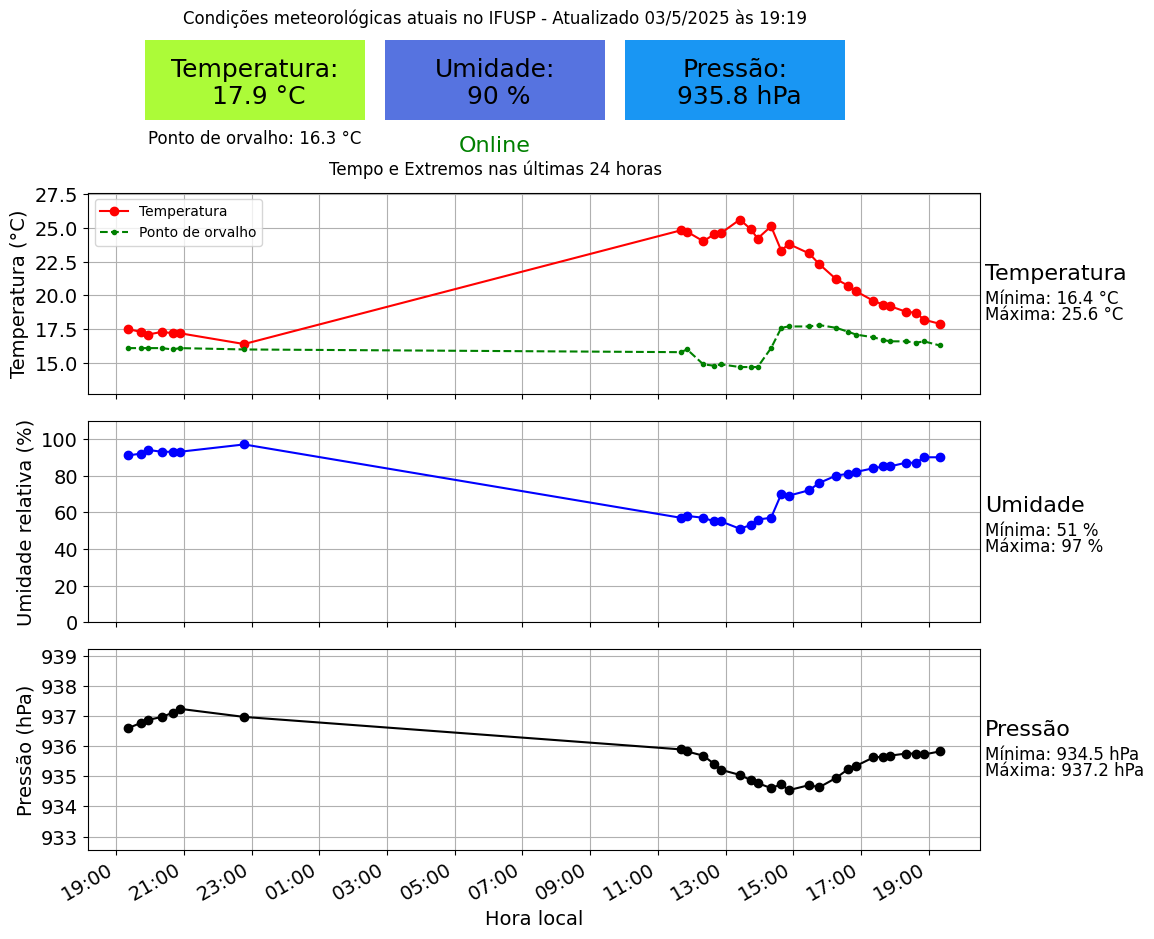 Condições meteorológicas atuais no IFUSP - Atualizado 03/5/2025 às 19:19
Temperatura:
17.9 °C
Umidade:
90 %
Pressão:
935.8 hPa
Ponto de orvalho: 16.3 °C
Online
Tempo e Extremos nas últimas 24 horas
Temperatura (°C)
27.5
25.0
22.5
20.0
17.5
15.0
Temperatura
Ponto de orvalho
Temperatura
Mínima: 16.4 °C
Máxima: 25.6 °C
Umidade relativa (%)
100
80
60
40
20
0
Umidade
Mínima: 51 %
Máxima: 97 %
Pressão (hPa)
939
938
937
936
935
934
933
Pressão
Mínima: 934.5 hPa
Máxima: 937.2 hPa
19:00 21:00 23:00 01:00 03:00 05:00 07:00 09:00 11:00 13:00 15:00 17:00 19:00
Hora local